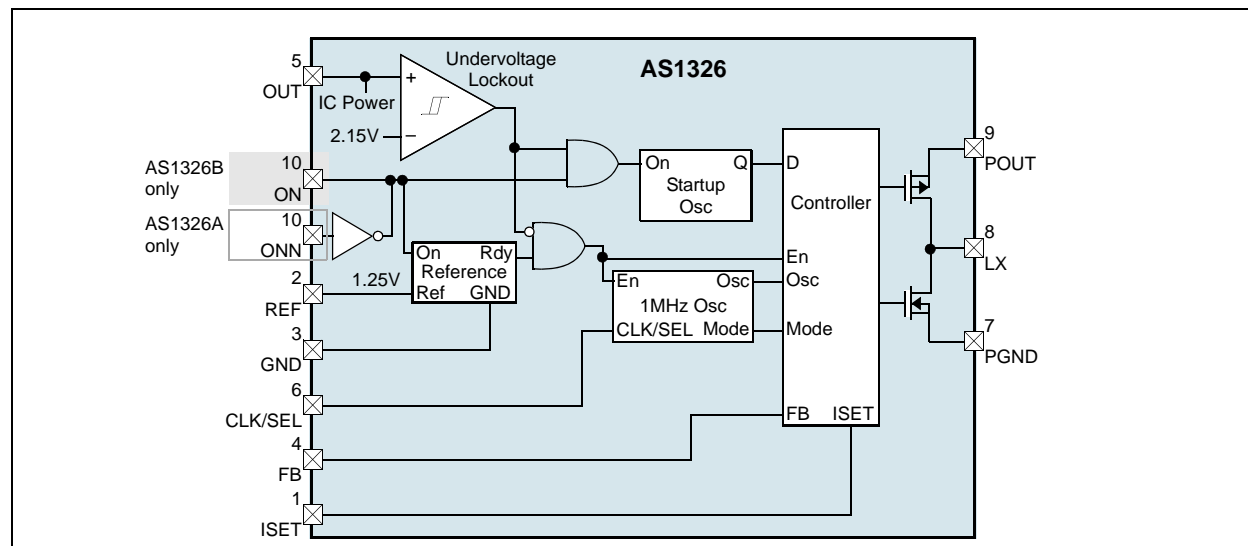 AS1326
5
OUT
IC Power
+
2.15V
–
Undervoltage
Lockout
AS1326B
only
10
ON
AS1326A
only
10
ONN
2
REF
1.25V
3
GND
6
CLK/SEL
4
FB
1
ISET
On Rdy
Reference
Ref GND
On Q
Startup
Osc
En Osc
1MHz Osc
CLK/SEL Mode
D
Controller
En
Osc
Mode
FB ISET
9
POUT
8
LX
7
PGND